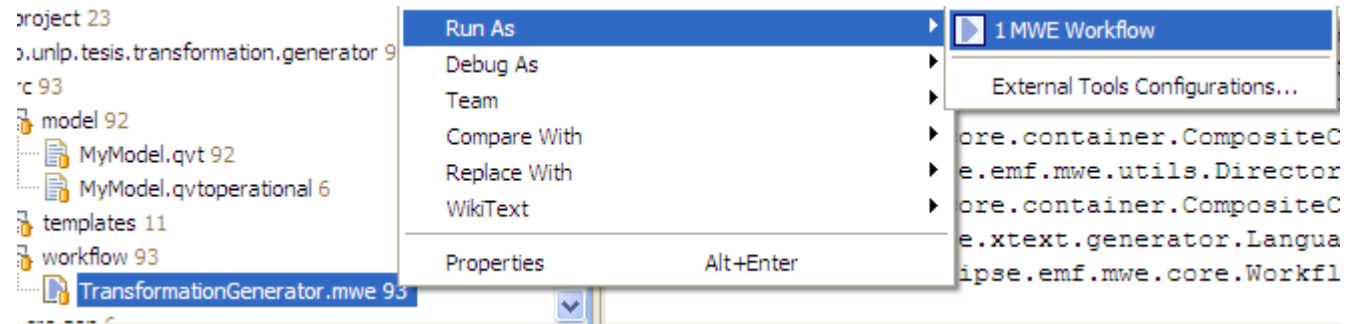 project 23
o.unlp.tesis.transformation.generator 9
rc 93
model 92
MyModel.qvt 92
MyModel.qvtoperational 6
templates 11
workflow 93
TransformationGenerator.mwe 93
Run As
Debug As
Team
Compare With
Replace With
WikiText
Properties Alt+Enter
1 MWE Workflow
External Tools Configurations...
ore.container.CompositeC
e.emf.mwe.utils.Director
ore.container.CompositeC
e.xtext.generator.Langua
ipse.emf.mwe.core.Workfl